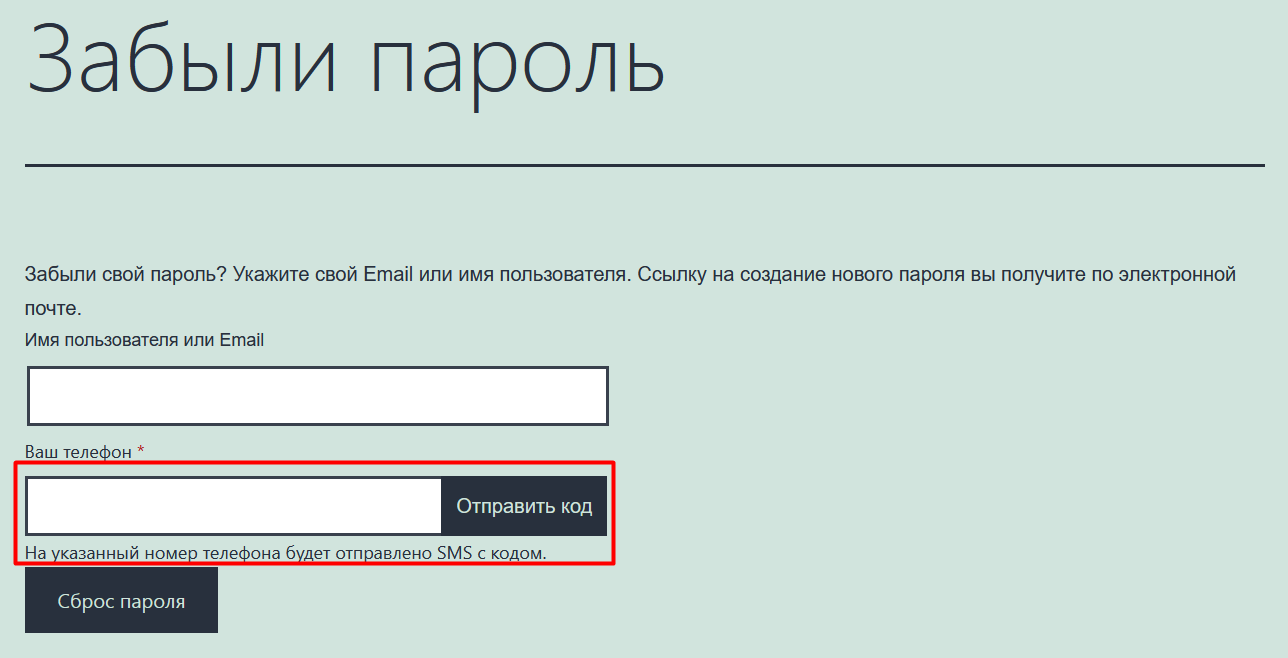 Забыли пароль
Забыли свой пароль? Укажите свой Email или имя пользователя. Ссылку на создание нового пароля вы получите по электронной
почте.
Имя пользователя или Email
Ваш телефон *
Отправить код
На указанный номер телефона будет отправлено SMS с кодом.
Сброс пароля